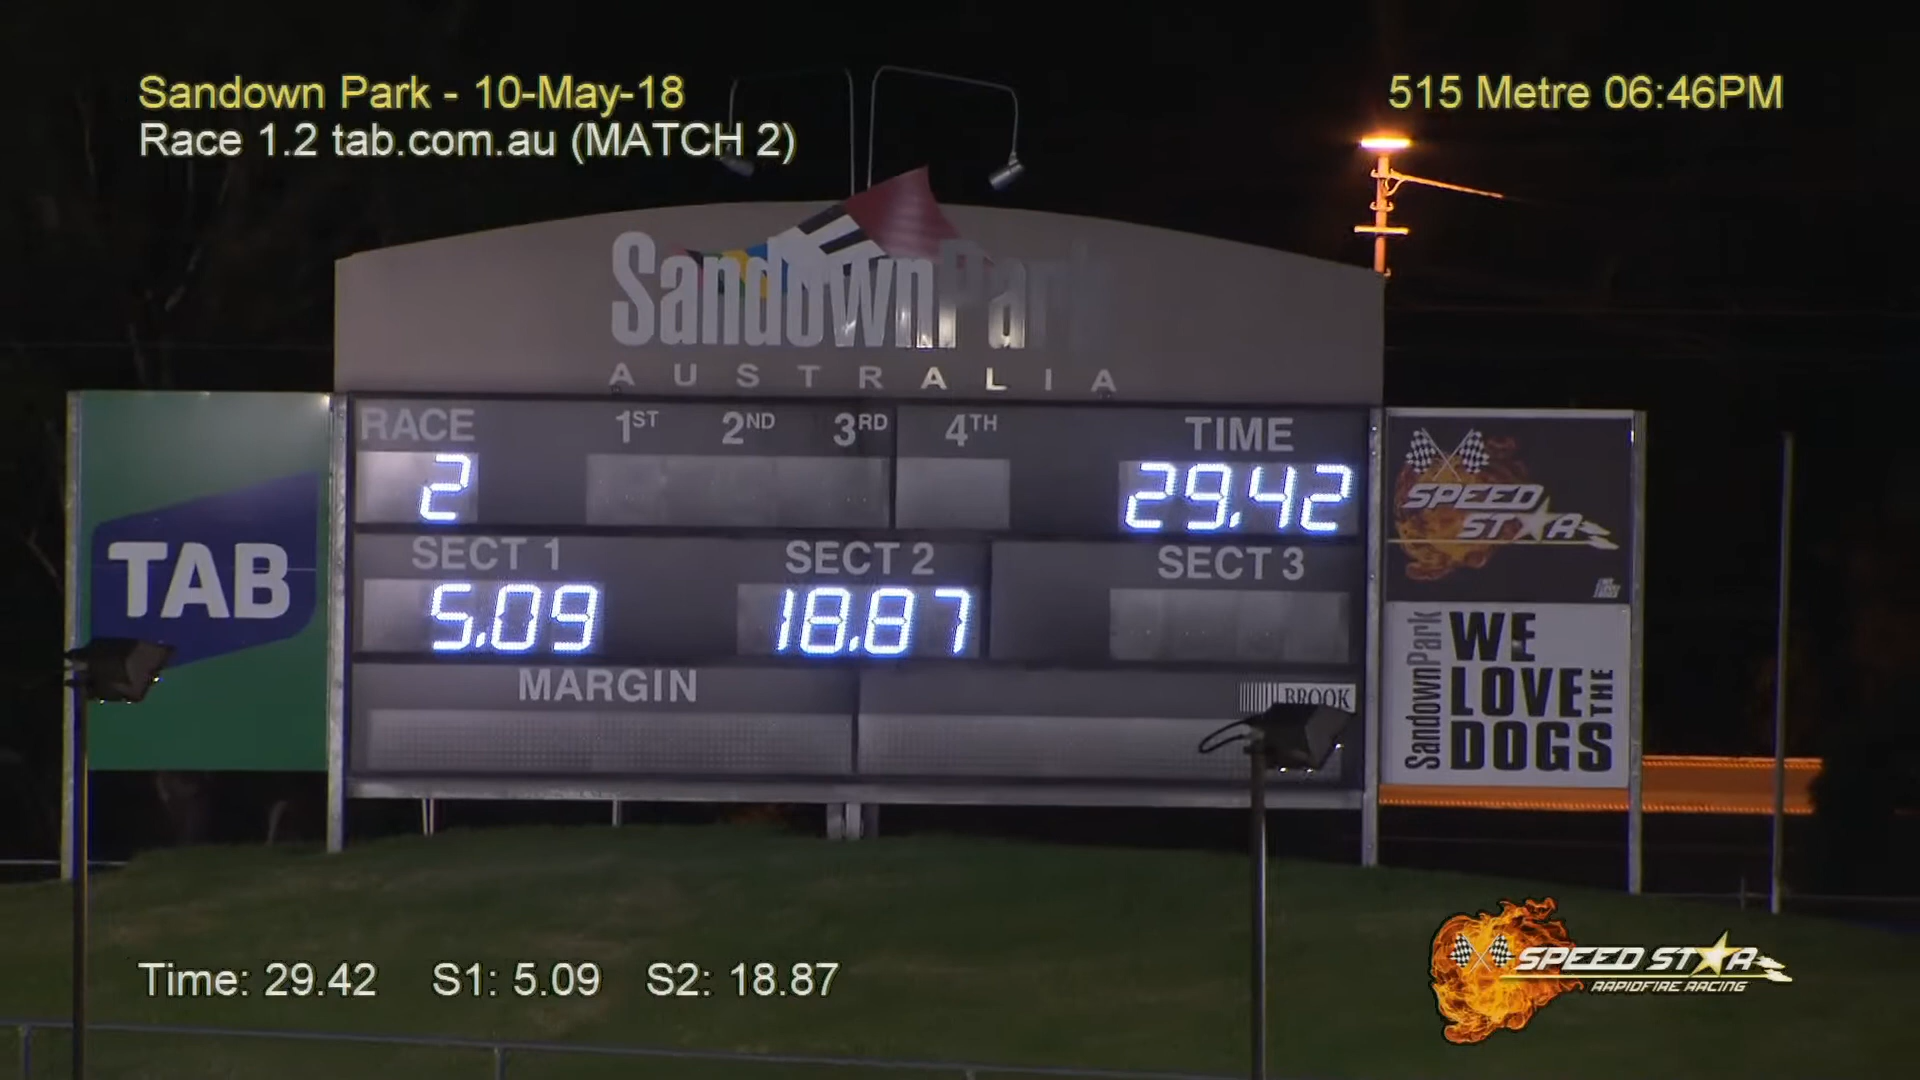 Sandown Park - 10-May-18
515 Metre 06:46PM
Race 1.2 tab.com.au (MATCH 2)
SandownPark
AUSTRALIA
RACE 1ST 2ND 3RD 4TH TIME
2 29.42
SECT 1 SECT 2 SECT 3
5.09 18.87
MARGIN
BROOK
TAB
SPEED
STAR
SandownPark
WE
LOVE THE
DOGS
Time: 29.42 S1: 5.09 S2: 18.87
SPEED STAR
RAPIDFIRE RACING